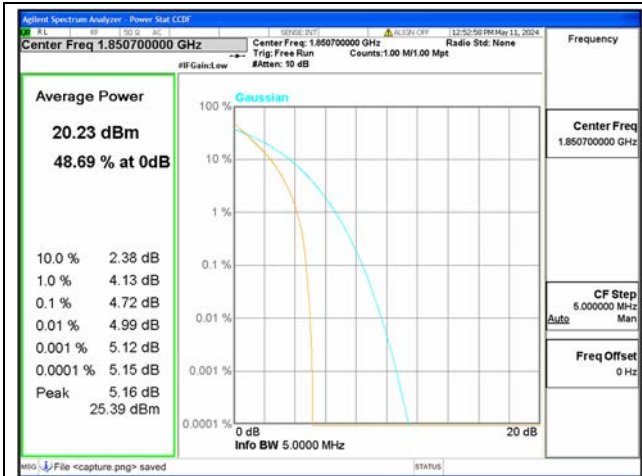 Agilent Spectrum Analyzer - Power Stat CCDF
RL RF 50 Ω AC SENSE:INT ALIGN OFF 12:52:58 PM May 11, 2024
Center Freq 1.850700000 GHz
Center Freq: 1.850700000 GHz Radio Std: None
Trig: Free Run Counts:1.00 M/1.00 Mpt
#IFGain:Low #Atten: 10 dB
Frequency
Average Power
20.23 dBm
48.69 % at 0dB
10.0 % 2.38 dB
1.0 % 4.13 dB
0.1 % 4.72 dB
0.01 % 4.99 dB
0.001 % 5.12 dB
0.0001 % 5.15 dB
Peak 5.16 dB
25.39 dBm
Gaussian
100 %
10 %
1 %
0.1 %
0.01 %
0.001 %
0.0001 %
0 dB 20 dB
Info BW 5.0000 MHz
Center Freq
1.850700000 GHz
CF Step
5.000000 MHz
Auto Man
Freq Offset
0 Hz
MSG File <capture.png> saved STATUS